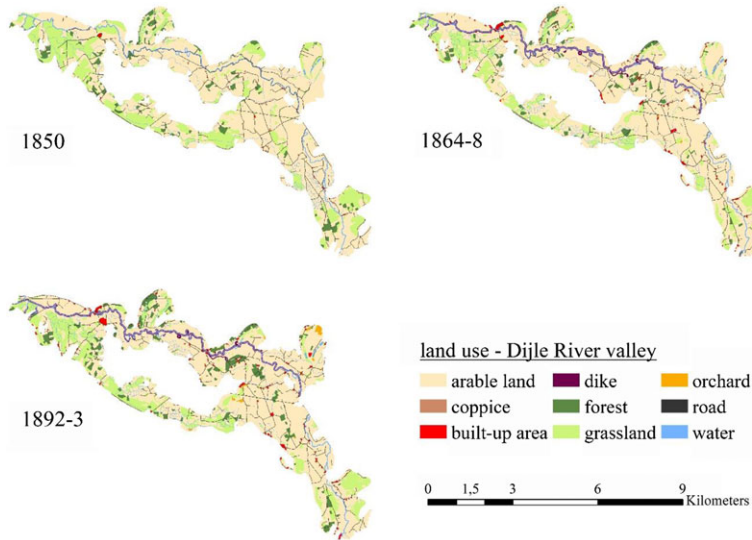 1850
1864-8
1892-3
land use - Dijle River valley
arable land dike orchard
coppice forest road
built-up area grassland water
0 1,5 3 6 9
Kilometers